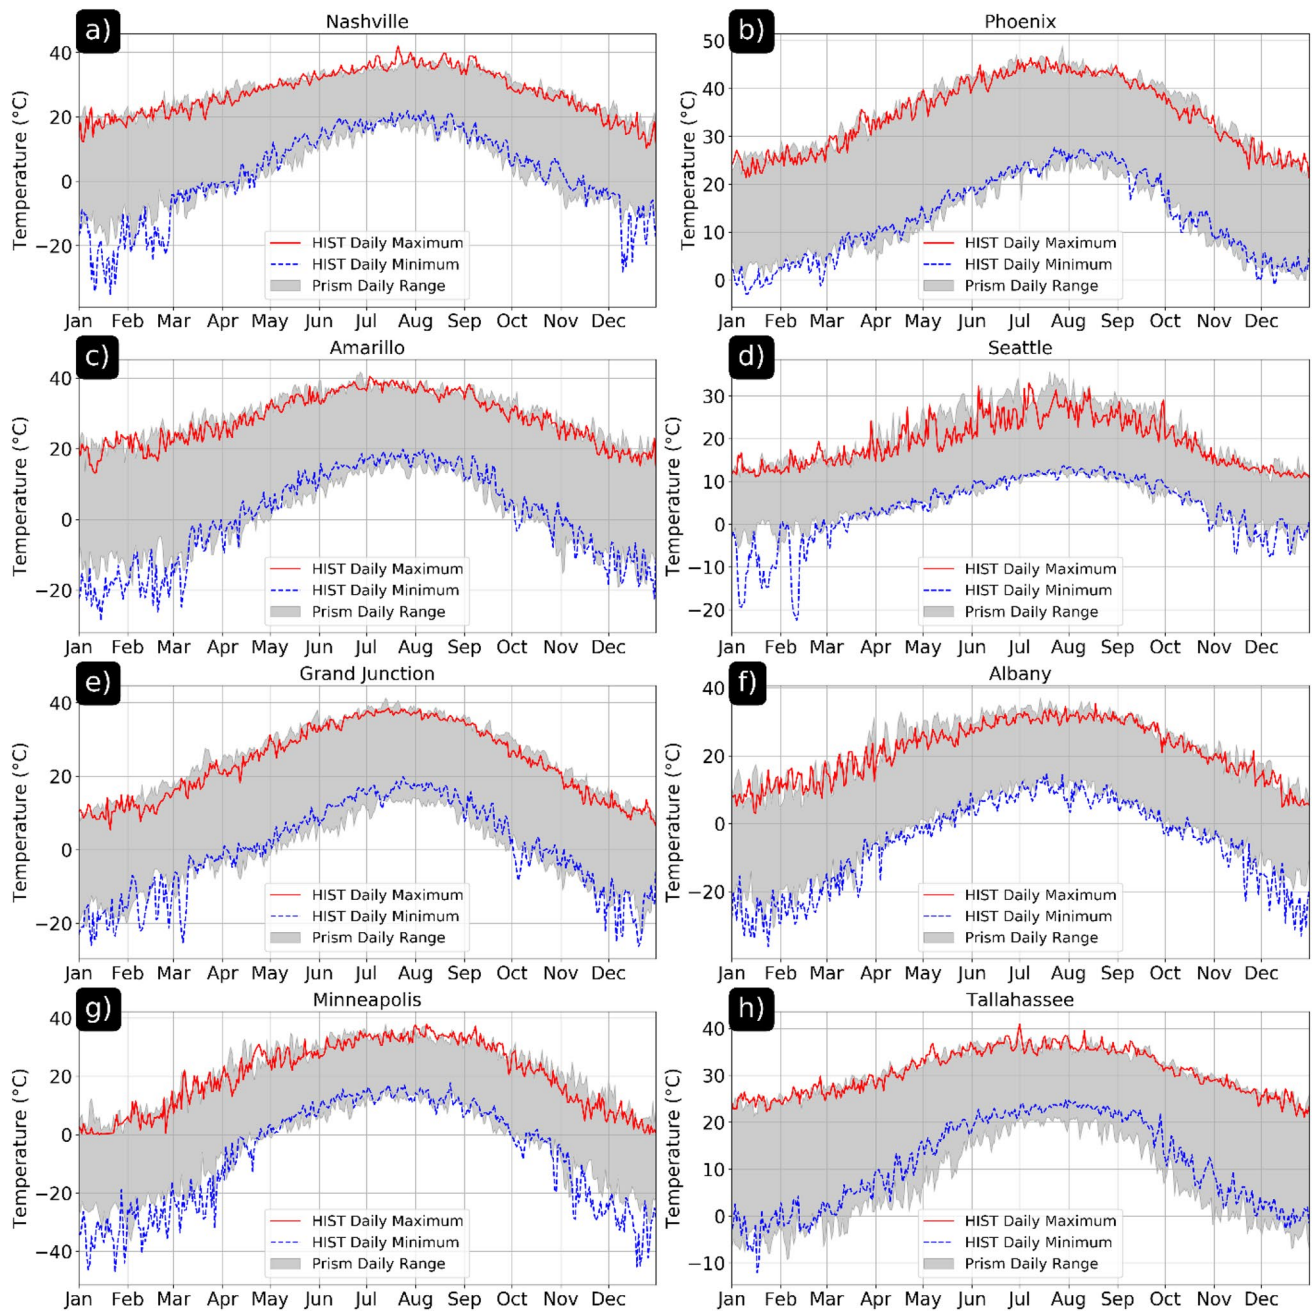 a) Nashville
Temperature (°C)
40
20
0
−20
HIST Daily Maximum
HIST Daily Minimum
Prism Daily Range
Jan Feb Mar Apr May Jun Jul Aug Sep Oct Nov Dec
b) Phoenix
Temperature (°C)
50
40
30
20
10
0
HIST Daily Maximum
HIST Daily Minimum
Prism Daily Range
Jan Feb Mar Apr May Jun Jul Aug Sep Oct Nov Dec
c) Amarillo
Temperature (°C)
40
20
0
−20
HIST Daily Maximum
HIST Daily Minimum
Prism Daily Range
Jan Feb Mar Apr May Jun Jul Aug Sep Oct Nov Dec
d) Seattle
Temperature (°C)
30
20
10
0
−10
−20
HIST Daily Maximum
HIST Daily Minimum
Prism Daily Range
Jan Feb Mar Apr May Jun Jul Aug Sep Oct Nov Dec
e) Grand Junction
Temperature (°C)
40
20
0
−20
HIST Daily Maximum
HIST Daily Minimum
Prism Daily Range
Jan Feb Mar Apr May Jun Jul Aug Sep Oct Nov Dec
f) Albany
Temperature (°C)
40
20
0
−20
HIST Daily Maximum
HIST Daily Minimum
Prism Daily Range
Jan Feb Mar Apr May Jun Jul Aug Sep Oct Nov Dec
g) Minneapolis
Temperature (°C)
40
20
0
−20
−40
HIST Daily Maximum
HIST Daily Minimum
Prism Daily Range
Jan Feb Mar Apr May Jun Jul Aug Sep Oct Nov Dec
h) Tallahassee
Temperature (°C)
40
30
20
10
0
−10
HIST Daily Maximum
HIST Daily Minimum
Prism Daily Range
Jan Feb Mar Apr May Jun Jul Aug Sep Oct Nov Dec